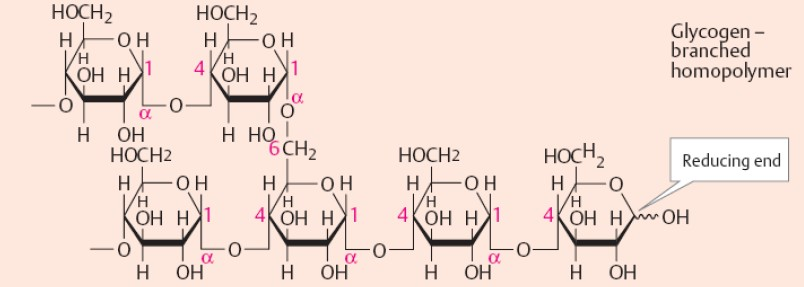 HOCH2 HOCH2
Glycogen –
branched
homopolymer
H O H H O H
H H
OH H 1 4 OH H 1
O α O α
O
H OH H HO
6 CH2
HOCH2 HOCH2 HOCH2
Reducing end
H O H H O H H O H H O
H H H H
OH H 1 4 OH H 1 4 OH H 1 4 OH H OH
O α O α O α O
H OH H OH H OH H OH